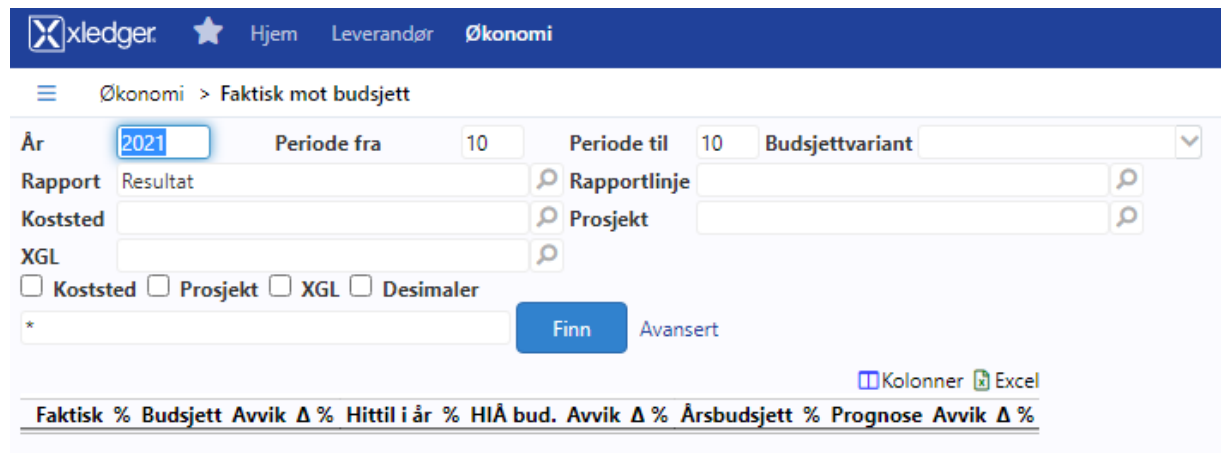 xledger Hjem Leverandør Økonomi
Økonomi > Faktisk mot budsjett
År 2021 Periode fra 10 Periode til 10 Budsjettvariant
Rapport Resultat Rapportlinje
Koststed Prosjekt
XGL
Koststed Prosjekt XGL Desimaler
* Finn Avansert
Kolonner Excel
Faktisk % Budsjett Avvik Δ % Hittil i år % HIÅ bud. Avvik Δ % Årsbudsjett % Prognose Avvik Δ %